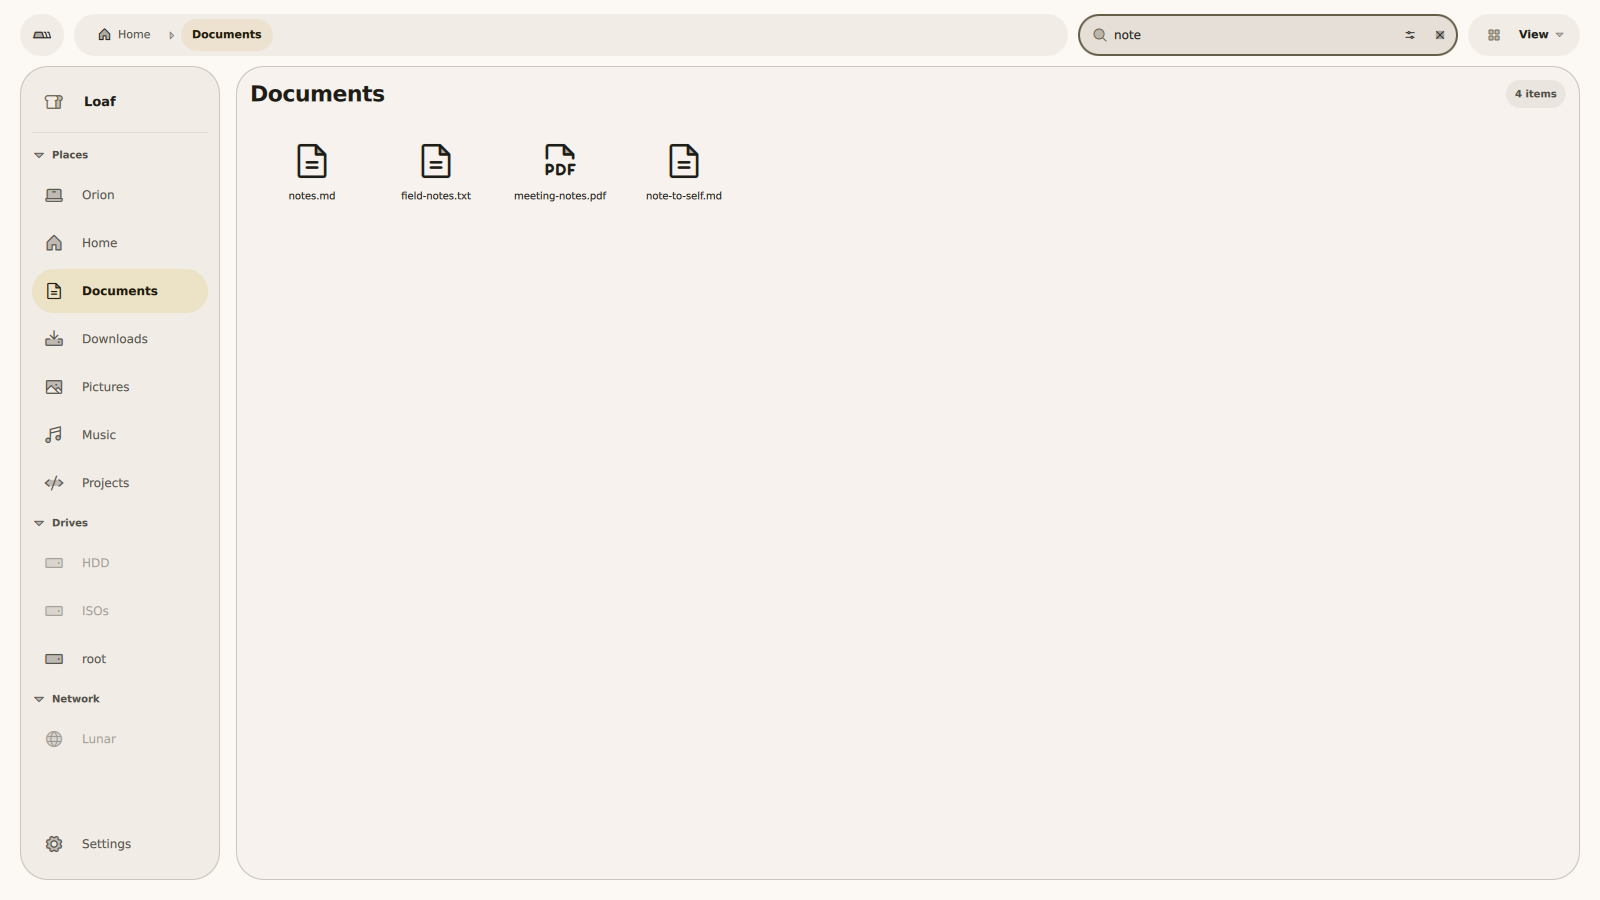 Home
Documents
note
View
Loaf
Places
Orion
Home
Documents
Downloads
Pictures
Music
Projects
Drives
HDD
ISOs
root
Network
Lunar
Settings
Documents
4 items
notes.md
field-notes.txt
PDF
meeting-notes.pdf
note-to-self.md